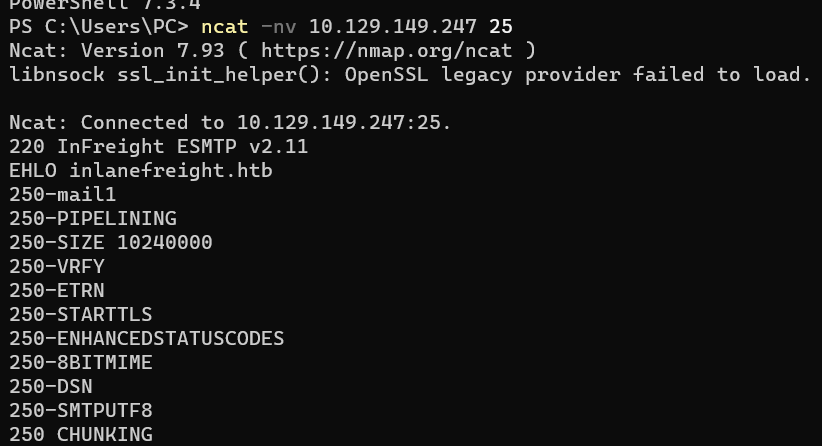 PowerShell 7.3.4
PS C:\Users\PC> ncat -nv 10.129.149.247 25
Ncat: Version 7.93 ( https://nmap.org/ncat )
libnsock ssl_init_helper(): OpenSSL legacy provider failed to load.
Ncat: Connected to 10.129.149.247:25.
220 InFreight ESMTP v2.11
EHLO inlanefreight.htb
250-mail1
250-PIPELINING
250-SIZE 10240000
250-VRFY
250-ETRN
250-STARTTLS
250-ENHANCEDSTATUSCODES
250-8BITMIME
250-DSN
250-SMTPUTF8
250 CHUNKING